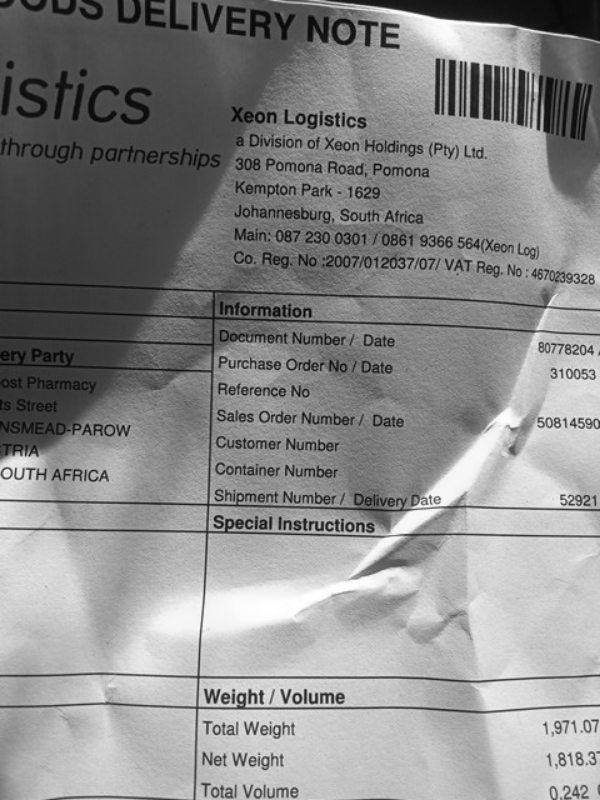 OODS DELIVERY NOTE
istics
through partnerships
Xeon Logistics
a Division of Xeon Holdings (Pty) Ltd.
308 Pomona Road, Pomona
Kempton Park - 1629
Johannesburg, South Africa
Main: 087 230 0301 / 0861 9366 564(Xeon Log)
Co. Reg. No :2007/012037/07/ VAT Reg. No : 4670239328
ery Party
ost Pharmacy
ts Street
NSMEAD-PAROW
TRIA
OUTH AFRICA
Information
Document Number / Date 80778204
Purchase Order No / Date 310053
Reference No
Sales Order Number / Date 50814590
Customer Number
Container Number
Shipment Number / Delivery Date 52921
Special Instructions
Weight / Volume
Total Weight 1,971.07
Net Weight 1,818.37
Total Volume 0.242